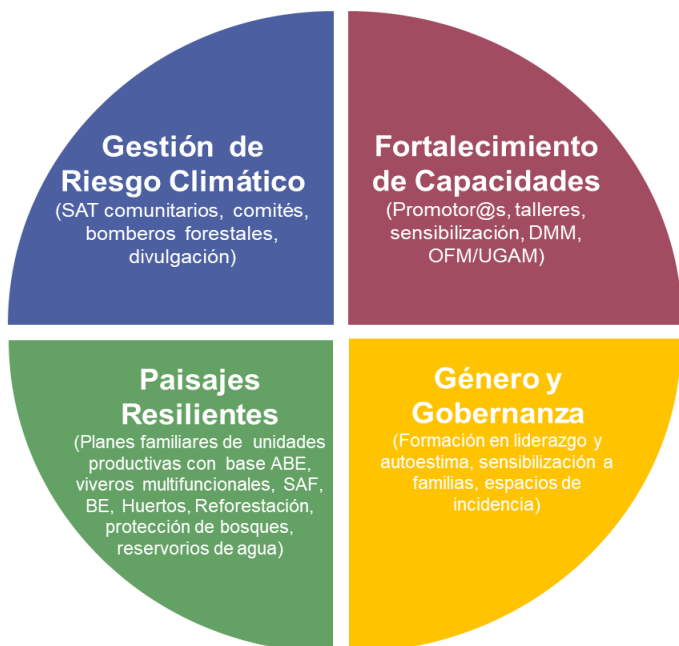 Gestión de
Riesgo Climático
(SAT comunitarios, comités,
bomberos forestales,
divulgación)
Fortalecimiento
de Capacidades
(Promotor@s, talleres,
sensibilización, DMM,
OFM/UGAM)
Paisajes
Resilientes
(Planes familiares de unidades
productivas con base ABE,
viveros multifuncionales, SAF,
BE, Huertos, Reforestación,
protección de bosques,
reservorios de agua)
Género y
Gobernanza
(Formación en liderazgo y
autoestima, sensibilización a
familias, espacios de
incidencia)